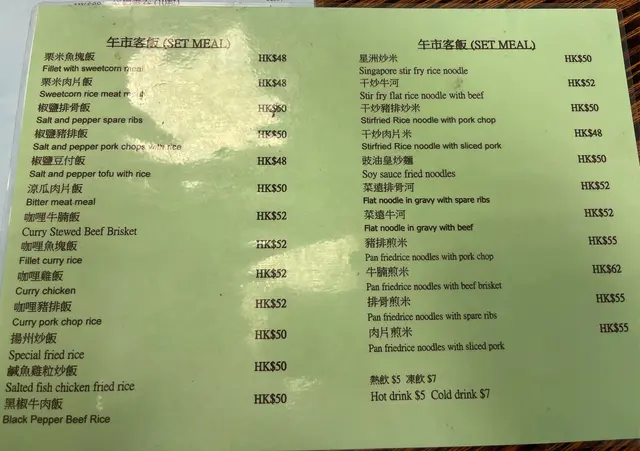 午市客飯 (SET MEAL)
栗米魚塊飯 HK$48
Fillet with sweetcorn meal
栗米肉片飯 HK$48
Sweetcorn rice meat meal
椒鹽排骨飯 HK$50
Salt and pepper spare ribs
椒鹽豬排飯 HK$50
Salt and pepper pork chops with rice
椒鹽豆付飯 HK$48
Salt and pepper tofu with rice
涼瓜肉片飯 HK$50
Bitter meat meal
咖哩牛腩飯 HK$52
Curry Stewed Beef Brisket
咖哩魚塊飯 HK$52
Fillet curry rice
咖哩雞飯 HK$52
Curry chicken
咖哩豬排飯 HK$52
Curry pork chop rice
揚州炒飯 HK$50
Special fried rice
鹹魚雞粒炒飯 HK$50
Salted fish chicken fried rice
黑椒牛肉飯 HK$50
Black Pepper Beef Rice
午市客飯 (SET MEAL)
星洲炒米 HK$50
Singapore stir fry rice noodle
干炒牛河 HK$52
Stir fry flat rice noodle with beef
干炒豬排炒米 HK$50
Stirfried Rice noodle with pork chop
干炒肉片米 HK$48
Stirfried Rice noodle with sliced pork
豉油皇炒麵 HK$50
Soy sauce fried noodles
菜遠排骨河 HK$52
Flat noodle in gravy with spare ribs
菜遠牛河 HK$52
Flat noodle in gravy with beef
豬排煎米 HK$55
Pan friedrice noodles with pork chop
牛腩煎米 HK$62
Pan friedrice noodles with beef brisket
排骨煎米 HK$55
Pan friedrice noodles with spare ribs
肉片煎米 HK$55
Pan friedrice noodles with sliced pork
熱飲 $5 凍飲 $7
Hot drink $5 Cold drink $7